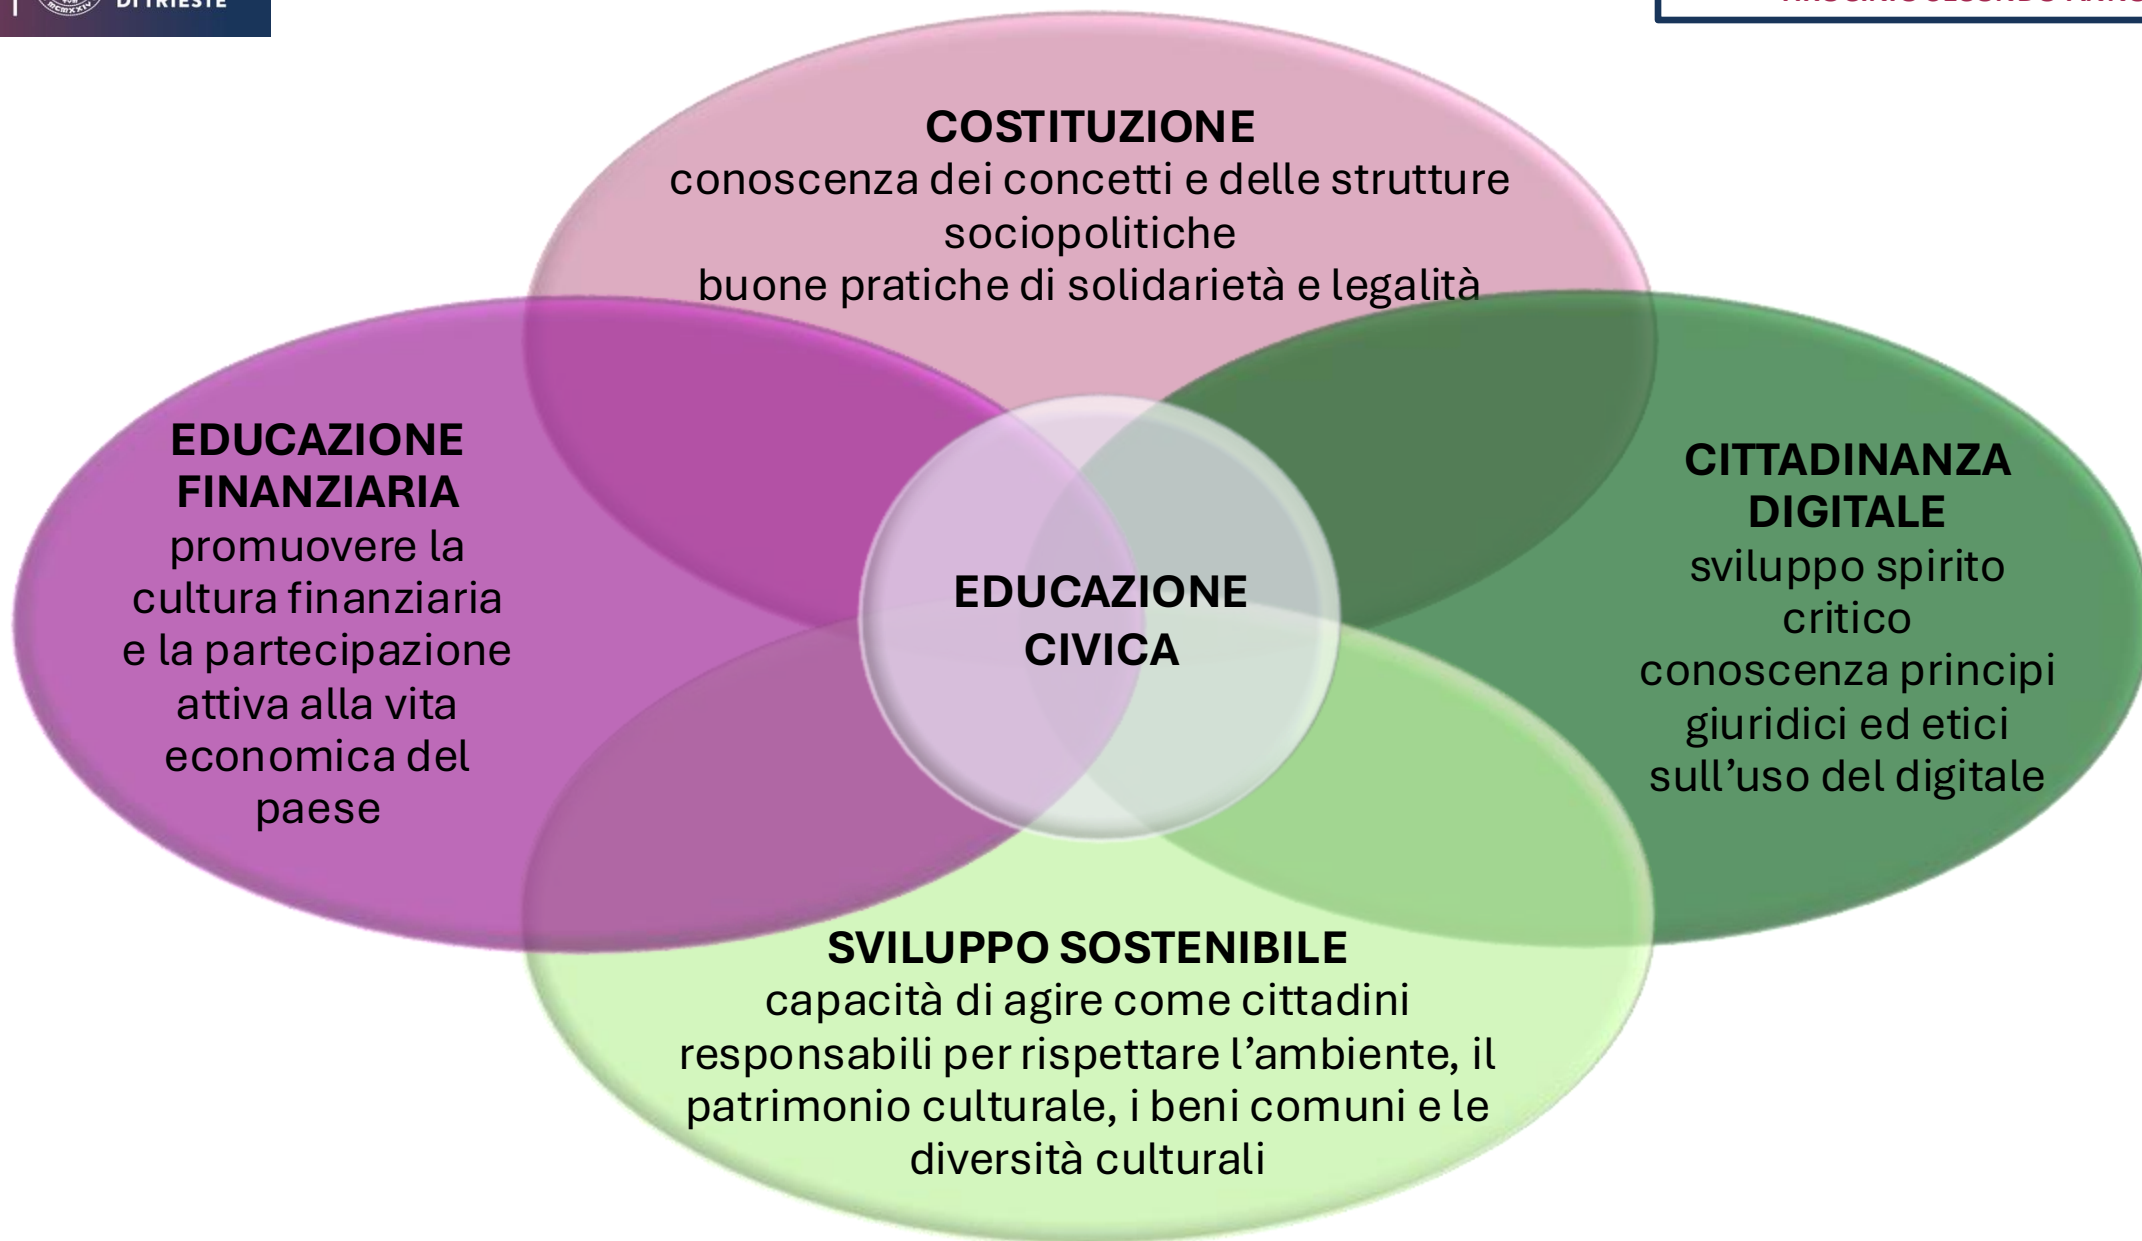 DI TRIESTE
COSTITUZIONE
conoscenza dei concetti e delle strutture
sociopolitiche
buone pratiche di solidarietà e legalità
EDUCAZIONE
FINANZIARIA
promuovere la
cultura finanziaria
e la partecipazione
attiva alla vita
economica del
paese
EDUCAZIONE
CIVICA
CITTADINANZA
DIGITALE
sviluppo spirito
critico
conoscenza principi
giuridici ed etici
sull’uso del digitale
SVILUPPO SOSTENIBILE
capacità di agire come cittadini
responsabili per rispettare l’ambiente, il
patrimonio culturale, i beni comuni e le
diversità culturali